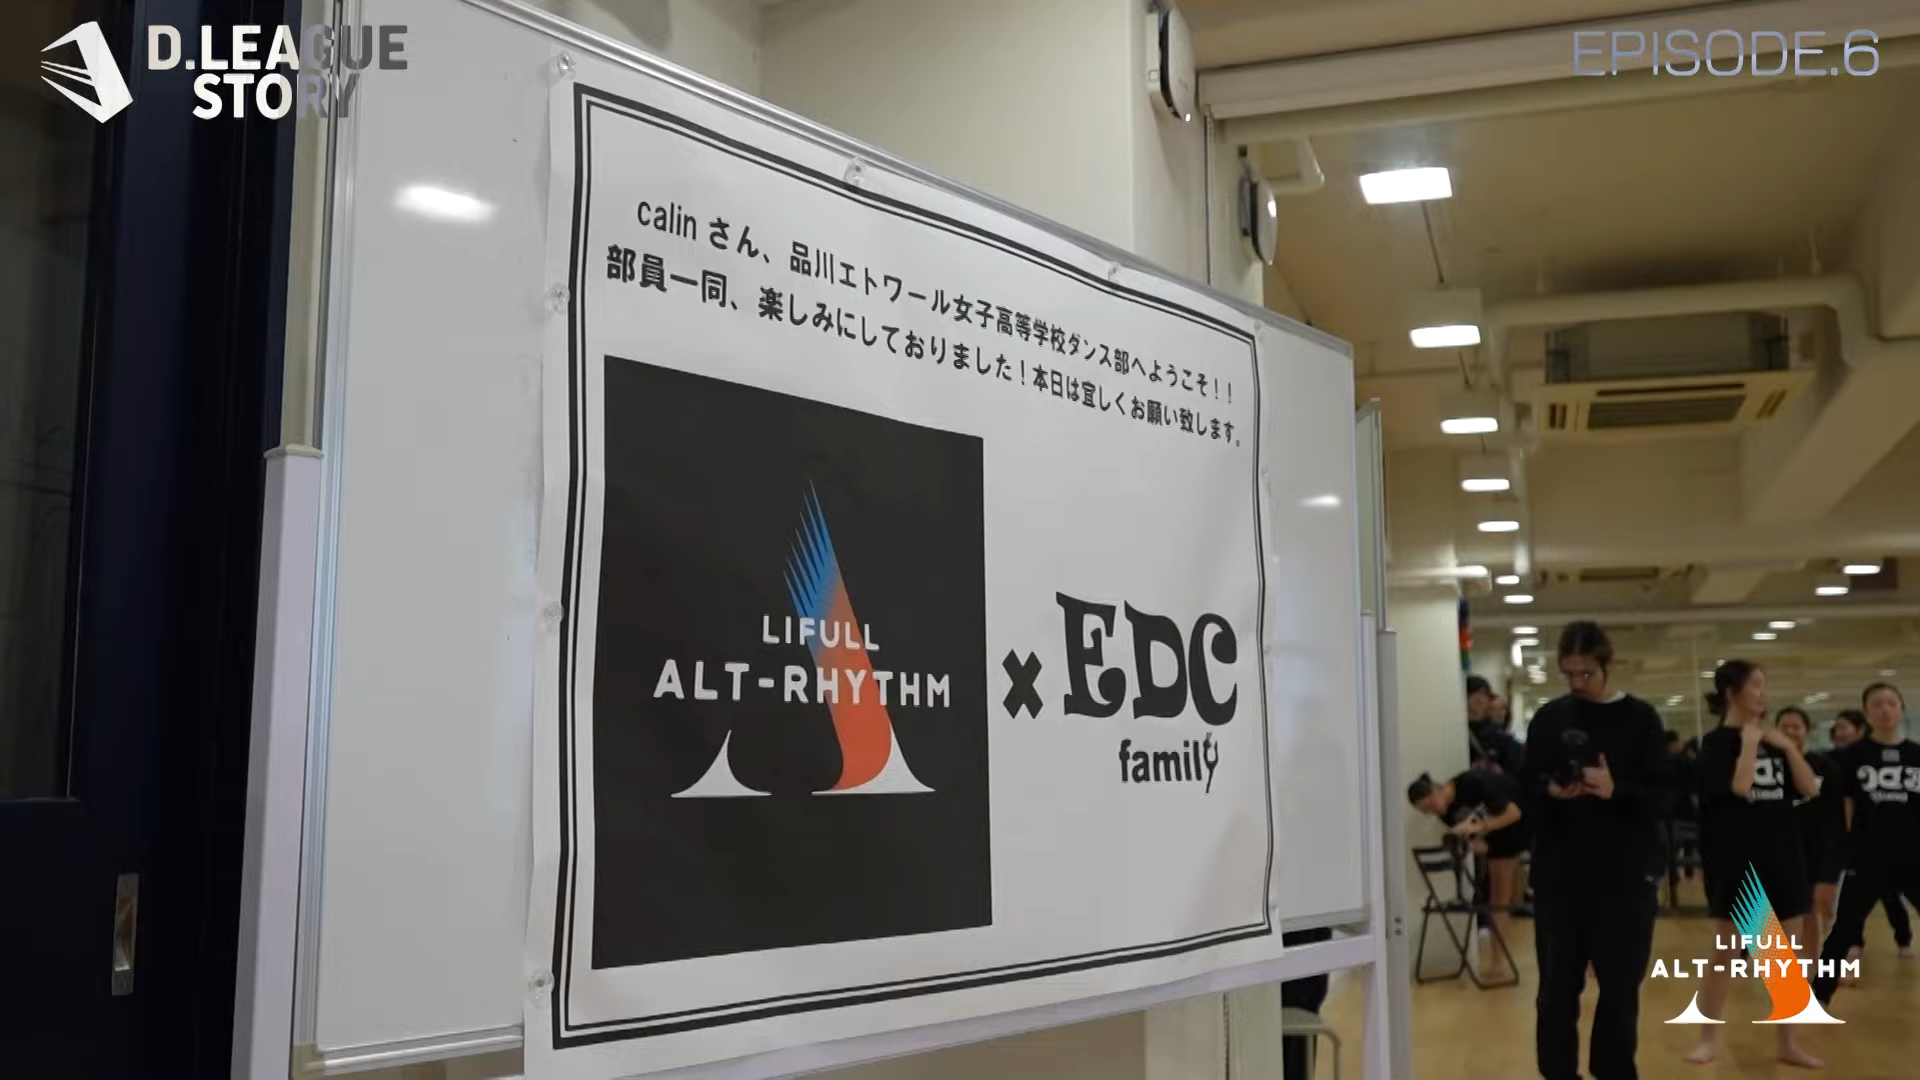 D.LEAGUE
STORY
EPISODE.6
calin さん、品川エトワール女子高等学校ダンス部へようこそ！！
部員一同、楽しみにしておりました！本日は宜しくお願い致します。
LIFULL
ALT-RHYTHM
×
EDC
family
LIFULL
ALT-RHYTHM